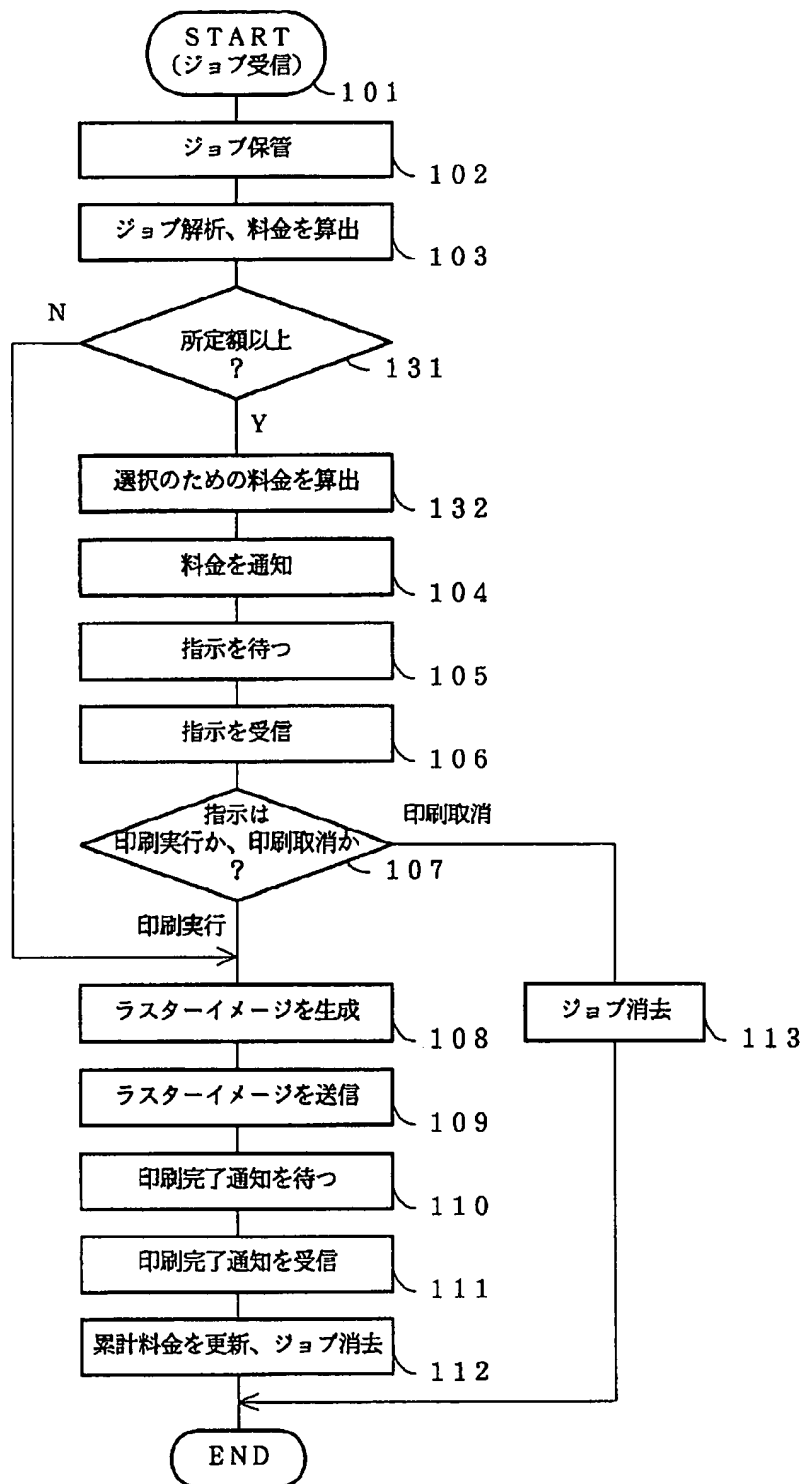 START
(ジョブ受信)
101
ジョブ保管
102
ジョブ解析、料金を算出
103
N
所定額以上
?
131
Y
選択のための料金を算出
132
料金を通知
104
指示を待つ
105
指示を受信
106
指示は
印刷実行か、印刷取消か
?
107
印刷取消
印刷実行
ラスターイメージを生成
108
ジョブ消去
113
ラスターイメージを送信
109
印刷完了通知を待つ
110
印刷完了通知を受信
111
累計料金を更新、ジョブ消去
112
END